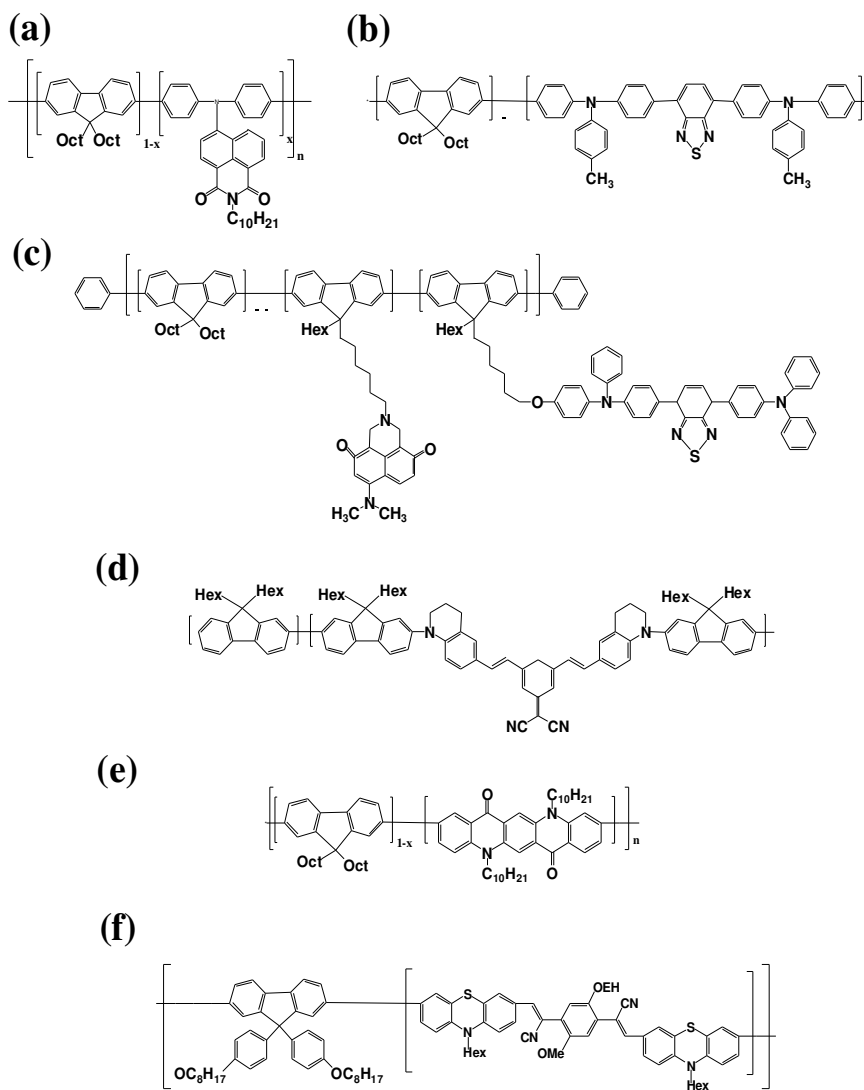 (a)
(b)
Oct Oct
1-x
N
x
n
O N O
C10H21
Oct
Oct
-
N
N S N
N
CH3
CH3
(c)
Oct Oct
- -
Hex
Hex
N
O
O
N
H3C CH3
O
N
N S N
N
(d)
Hex Hex
Hex Hex
N
N
Hex Hex
NC CN
(e)
Oct Oct
1-x
O
C10H21
N
N
C10H21
O
n
(f)
OC8H17
OC8H17
S
N
Hex
CN
OEH
OMe
CN
S
N
Hex